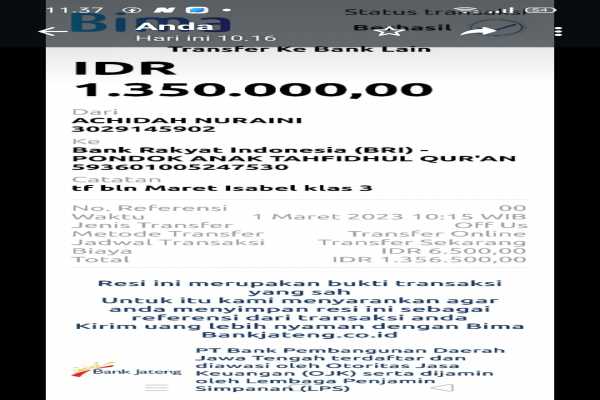 11.37
54
Bima
Status transaksi
Berhasil
Anda
Hari ini 10.16
Transfer Ke Bank Lain
IDR
1.350.000,00
Dari
ACHIDAH NURAINI
3029145902
Ke
Bank Rakyat Indonesia (BRI) -
PONDOK ANAK TAHFIDHUL QUR'AN
593601005247530
Catatan
tf bln Maret Isabel klas 3
No. Referensi 00
Waktu 1 Maret 2023 10:15 WIB
Jenis Transfer Off Us
Metode Transfer Transfer Online
Jadwal Transaksi Transfer Sekarang
Biaya IDR 6.500,00
Total IDR 1.356.500,00
Resi ini merupakan bukti transaksi
yang sah
Untuk itu kami menyarankan agar
anda menyimpan resi ini sebagai
referensi dari transaksi anda
Kirim uang lebih nyaman dengan Bima
Bankjateng.co.id
Bank Jateng
PT Bank Pembangunan Daerah
Jawa Tengah terdaftar dan
diawasi oleh Otoritas Jasa
Keuangan (OJK) serta dijamin
oleh Lembaga Penjamin
Simpanan (LPS)